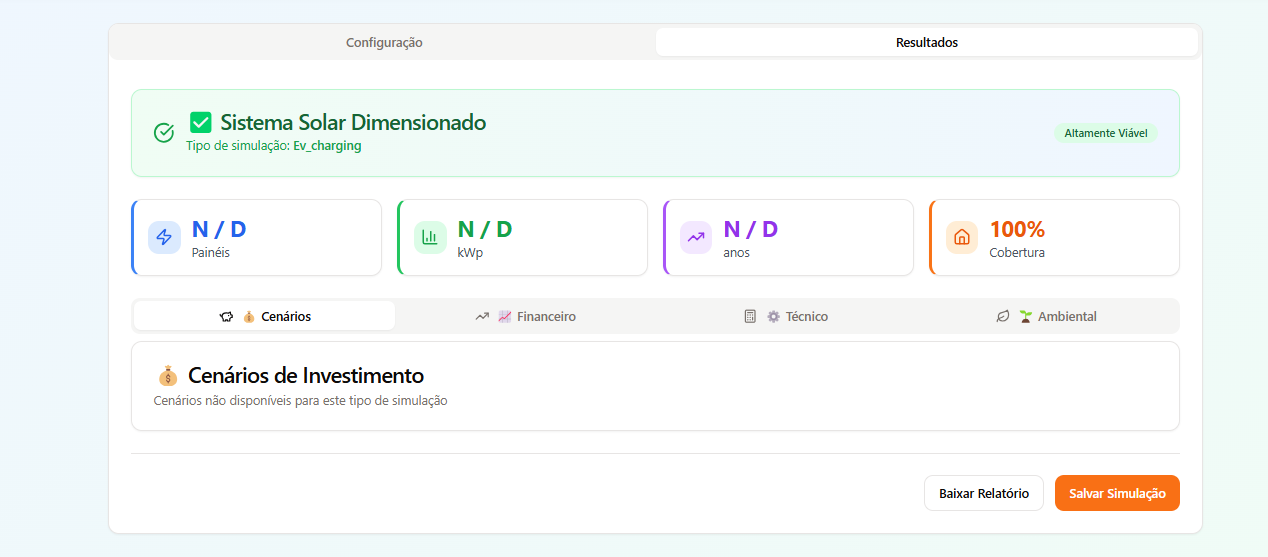 Configuração
Resultados
✅ Sistema Solar Dimensionado
Tipo de simulação: Ev_charging
Altamente Viável
N / D
Painéis
N / D
kWp
N / D
anos
100%
Cobertura
💰 Cenários
📈 Financeiro
⚙️ Técnico
🌱 Ambiental
💰 Cenários de Investimento
Cenários não disponíveis para este tipo de simulação
Baixar Relatório
Salvar Simulação